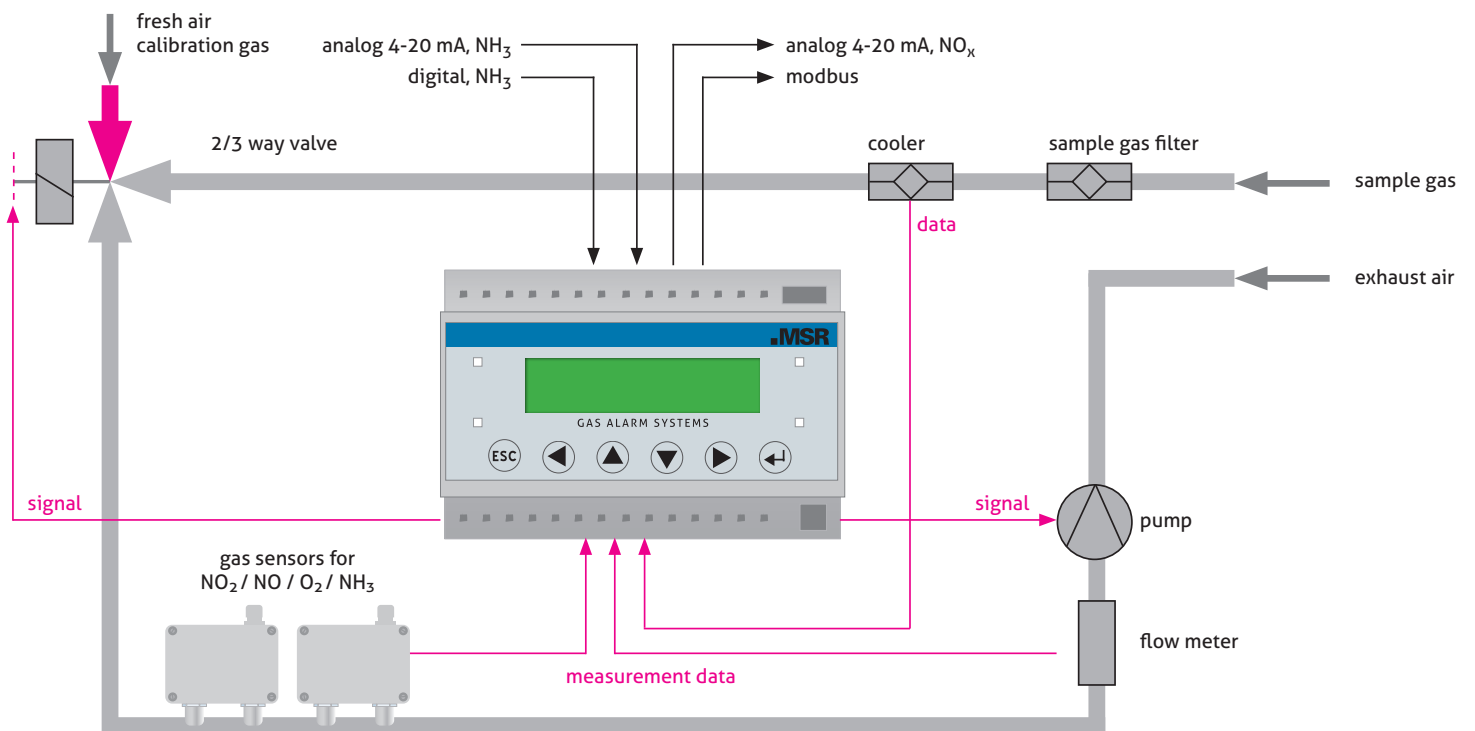 fresh air
calibration gas
analog 4-20 mA, NH₃
digital, NH₃
analog 4-20 mA, NOₓ
modbus
2/3 way valve
cooler
sample gas filter
sample gas
data
exhaust air
.MSR
GAS ALARM SYSTEMS
ESC
signal
signal
pump
gas sensors for
NO₂ / NO / O₂ / NH₃
flow meter
measurement data